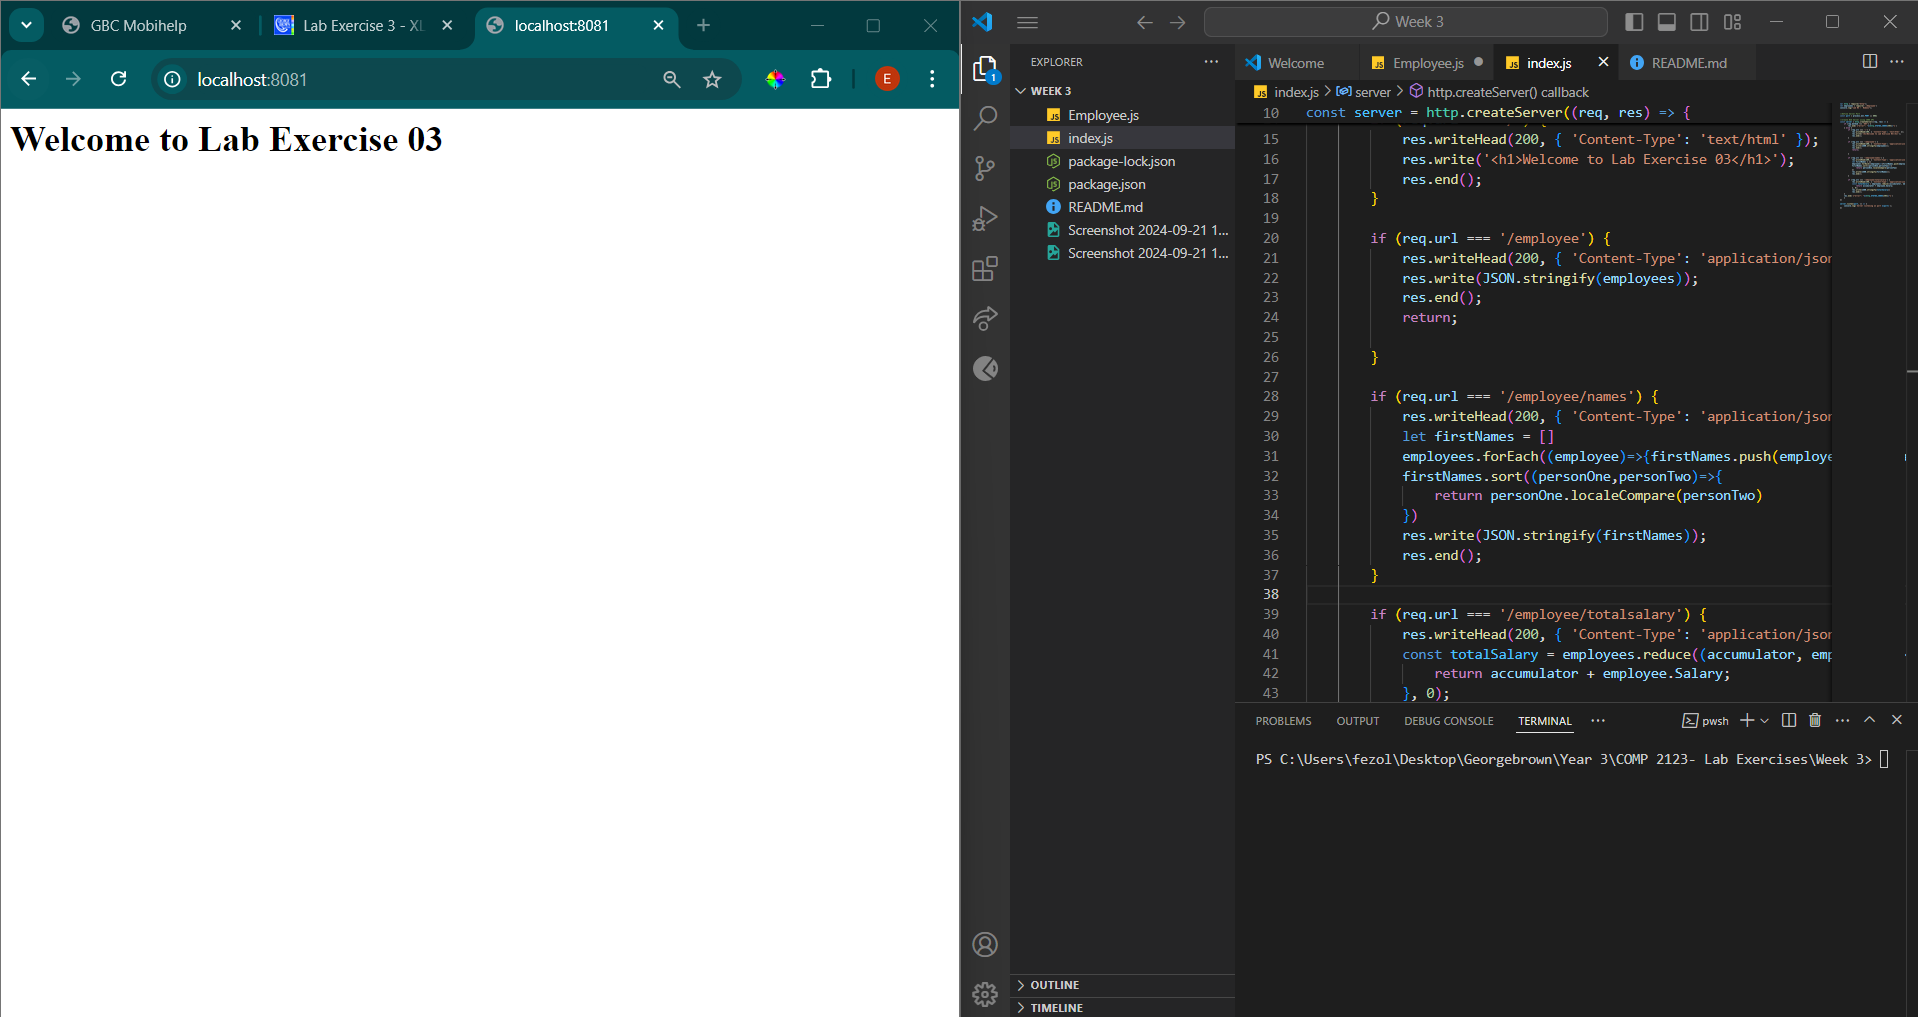 GBC Mobihelp
Lab Exercise 3 - XL
localhost:8081
localhost:8081
E
Welcome to Lab Exercise 03
Week 3
EXPLORER
WEEK 3
Employee.js
index.js
package-lock.json
package.json
README.md
Screenshot 2024-09-21 1...
Screenshot 2024-09-21 1...
OUTLINE
TIMELINE
1
Welcome
Employee.js
index.js
README.md
index.js > server > http.createServer() callback
10 const server = http.createServer((req, res) => {
15 res.writeHead(200, { 'Content-Type': 'text/html' });
16 res.write('<h1>Welcome to Lab Exercise 03</h1>');
17 res.end();
18 }
19
20 if (req.url === '/employee') {
21 res.writeHead(200, { 'Content-Type': 'application/json
22 res.write(JSON.stringify(employees));
23 res.end();
24 return;
25
26 }
27
28 if (req.url === '/employee/names') {
29 res.writeHead(200, { 'Content-Type': 'application/json
30 let firstNames = []
31 employees.forEach((employee)=>{firstNames.push(employe
32 firstNames.sort((personOne,personTwo)=>{
33 return personOne.localeCompare(personTwo)
34 })
35 res.write(JSON.stringify(firstNames));
36 res.end();
37 }
38
39 if (req.url === '/employee/totalsalary') {
40 res.writeHead(200, { 'Content-Type': 'application/json
41 const totalSalary = employees.reduce((accumulator, emp
42 return accumulator + employee.Salary;
43 }, 0);
PROBLEMS OUTPUT DEBUG CONSOLE TERMINAL
pwsh
PS C:\Users\fezol\Desktop\Georgebrown\Year 3\COMP 2123- Lab Exercises\Week 3>